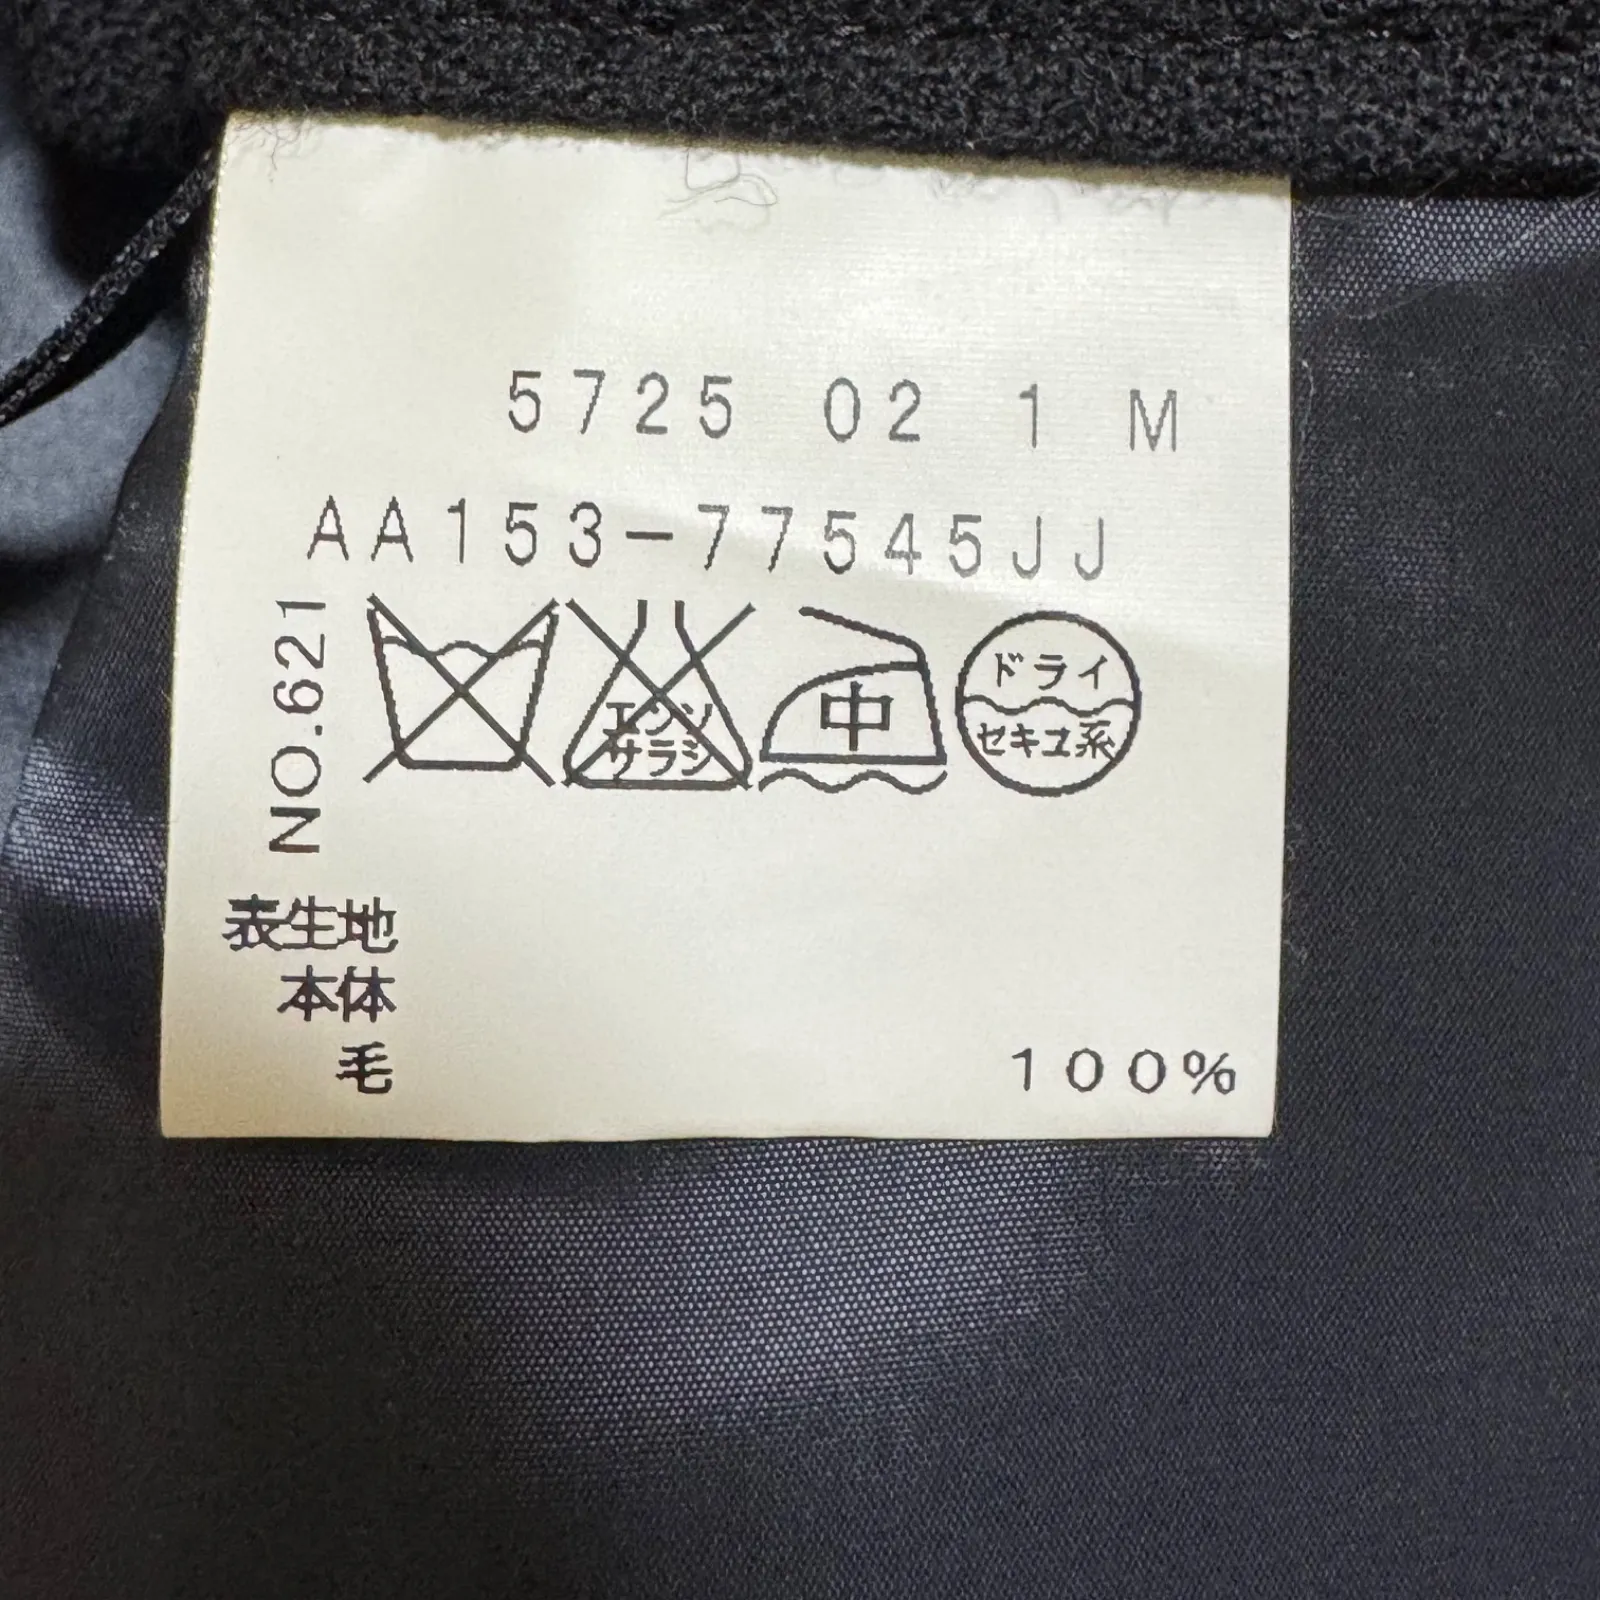 5725 02 1 M
AA153-77545JJ
NO.621
エンソ
サラシ
中
ドライ
セキユ系
表生地
本体
毛 100%